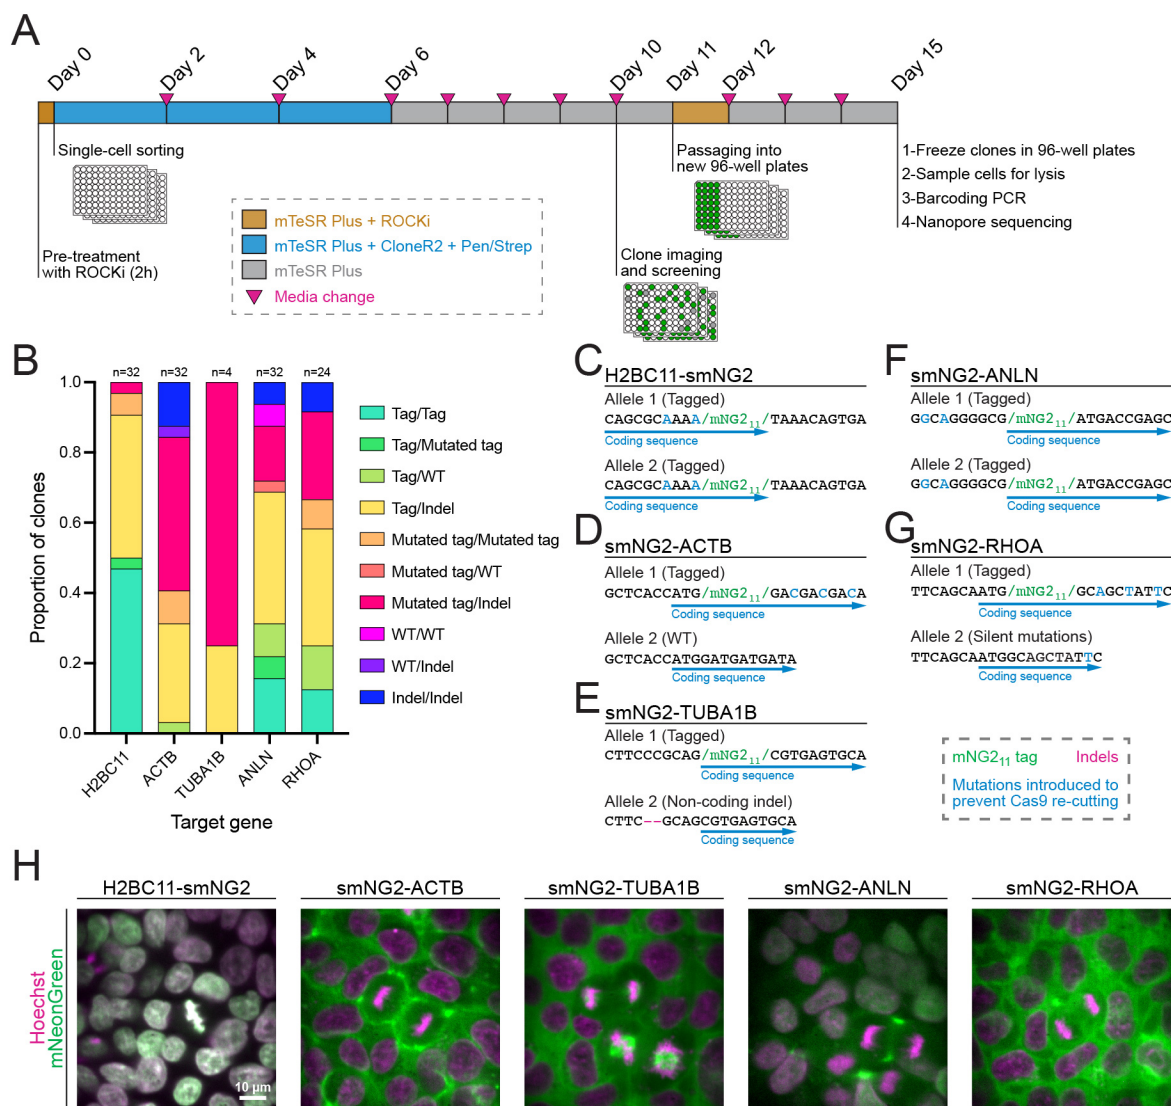 A
Day 0
Day 2
Day 4
Day 6
Day 10
Day 11
Day 12
Day 15
Single-cell sorting
Pre-treatment
with ROCKi (2h)
mTeSR Plus + ROCKi
mTeSR Plus + CloneR2 + Pen/Strep
mTeSR Plus
Media change
Clone imaging
and screening
Passaging into
new 96-well plates
1-Freeze clones in 96-well plates
2-Sample cells for lysis
3-Barcoding PCR
4-Nanopore sequencing
B
n=32
n=32
n=4
n=32
n=24
1.0
0.8
0.6
0.4
0.2
0.0
Proportion of clones
H2BC11
ACTB
TUBA1B
ANLN
RHOA
Target gene
Tag/Tag
Tag/Mutated tag
Tag/WT
Tag/Indel
Mutated tag/Mutated tag
Mutated tag/WT
Mutated tag/Indel
WT/WT
WT/Indel
Indel/Indel
C
H2BC11-smNG2
Allele 1 (Tagged)
CAGCGCAAAA/mNG2₁₁/TAAACAGTGA
Coding sequence
Allele 2 (Tagged)
CAGCGCAAAA/mNG2₁₁/TAAACAGTGA
Coding sequence
D
smNG2-ACTB
Allele 1 (Tagged)
GCTCACCATG/mNG2₁₁/GACGACGACA
Coding sequence
Allele 2 (WT)
GCTCACCATGGATGATGATA
Coding sequence
E
smNG2-TUBA1B
Allele 1 (Tagged)
CTTCCCGCAG/mNG2₁₁/CGTGAGTGCA
Coding sequence
Allele 2 (Non-coding indel)
CTTC--GCAGCGTGAGTGCA
Coding sequence
F
smNG2-ANLN
Allele 1 (Tagged)
GGCAGGGGCG/mNG2₁₁/ATGACCGAGC
Coding sequence
Allele 2 (Tagged)
GGCAGGGGCG/mNG2₁₁/ATGACCGAGC
Coding sequence
G
smNG2-RHOA
Allele 1 (Tagged)
TTCAGCAATG/mNG2₁₁/GCAGCTATTC
Coding sequence
Allele 2 (Silent mutations)
TTCAGCAATGGCAGCTATTC
Coding sequence
mNG2₁₁ tag
Indels
Mutations introduced to
prevent Cas9 re-cutting
H
H2BC11-smNG2
smNG2-ACTB
smNG2-TUBA1B
smNG2-ANLN
smNG2-RHOA
Hoechst
mNeonGreen
10 µm